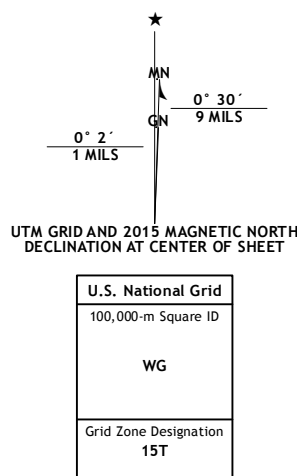 ★
MN
0° 30´
9 MILS
GN
0° 2´
1 MILS
UTM GRID AND 2015 MAGNETIC NORTH
DECLINATION AT CENTER OF SHEET
U.S. National Grid
100,000-m Square ID
WG
Grid Zone Designation
15T